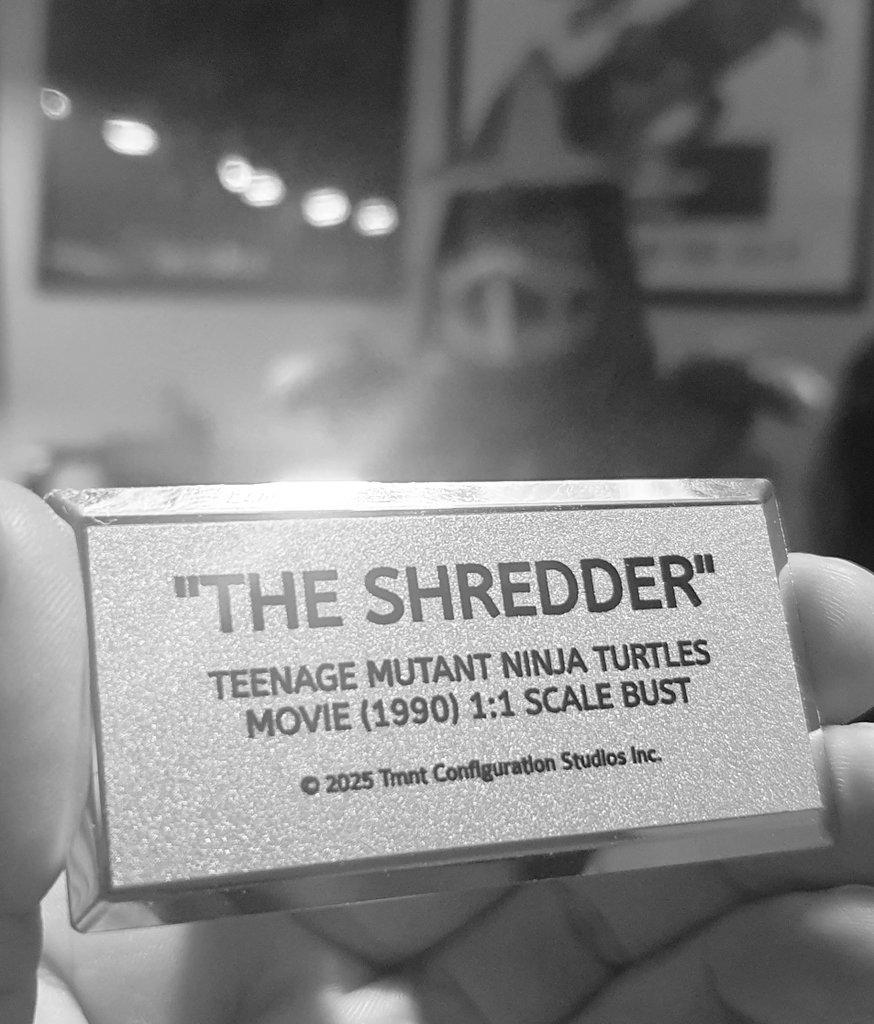 "THE SHREDDER"
TEENAGE MUTANT NINJA TURTLES
MOVIE (1990) 1:1 SCALE BUST
© 2025 Tmnt Configuration Studios Inc.